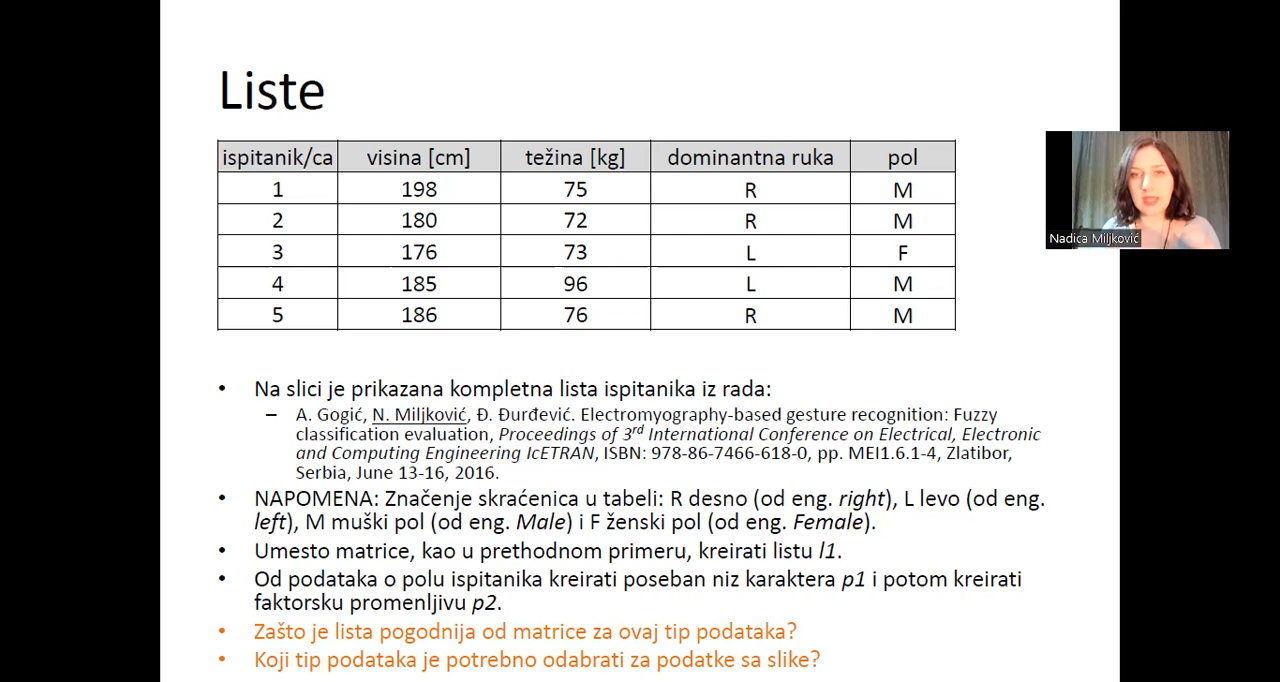 Liste
ispitanik/ca visina [cm] težina [kg] dominantna ruka pol
1 198 75 R M
2 180 72 R M
3 176 73 L F
4 185 96 L M
5 186 76 R M
Nadica Miljković
• Na slici je prikazana kompletna lista ispitanika iz rada:
– A. Gogić, N. Miljković, Đ. Đurđević. Electromyography-based gesture recognition: Fuzzy
classification evaluation, Proceedings of 3rd International Conference on Electrical, Electronic
and Computing Engineering IcETRAN, ISBN: 978-86-7466-618-0, pp. MEI1.6.1-4, Zlatibor,
Serbia, June 13-16, 2016.
• NAPOMENA: Značenje skraćenica u tabeli: R desno (od eng. right), L levo (od eng.
left), M muški pol (od eng. Male) i F ženski pol (od eng. Female).
• Umesto matrice, kao u prethodnom primeru, kreirati listu l1.
• Od podataka o polu ispitanika kreirati poseban niz karaktera p1 i potom kreirati
faktorsku promenljivu p2.
• Zašto je lista pogodnija od matrice za ovaj tip podataka?
• Koji tip podataka je potrebno odabrati za podatke sa slike?